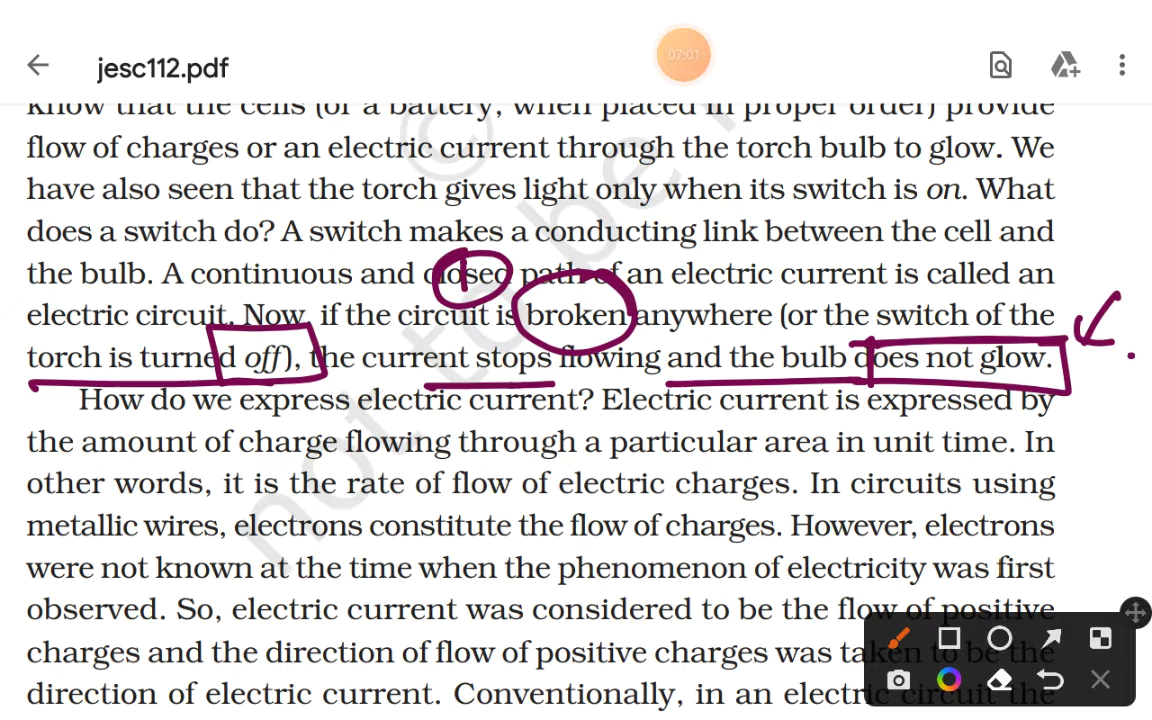 07:01
jesc112.pdf
know that the cells (or a battery, when placed in proper order) provide
flow of charges or an electric current through the torch bulb to glow. We
have also seen that the torch gives light only when its switch is on. What
does a switch do? A switch makes a conducting link between the cell and
the bulb. A continuous and closed path of an electric current is called an
electric circuit. Now, if the circuit is broken anywhere (or the switch of the
torch is turned off), the current stops flowing and the bulb does not glow.
How do we express electric current? Electric current is expressed by
the amount of charge flowing through a particular area in unit time. In
other words, it is the rate of flow of electric charges. In circuits using
metallic wires, electrons constitute the flow of charges. However, electrons
were not known at the time when the phenomenon of electricity was first
observed. So, electric current was considered to be the flow of positive
charges and the direction of flow of positive charges was taken to be the
direction of electric current. Conventionally, in an electric circuit the
© not to be r